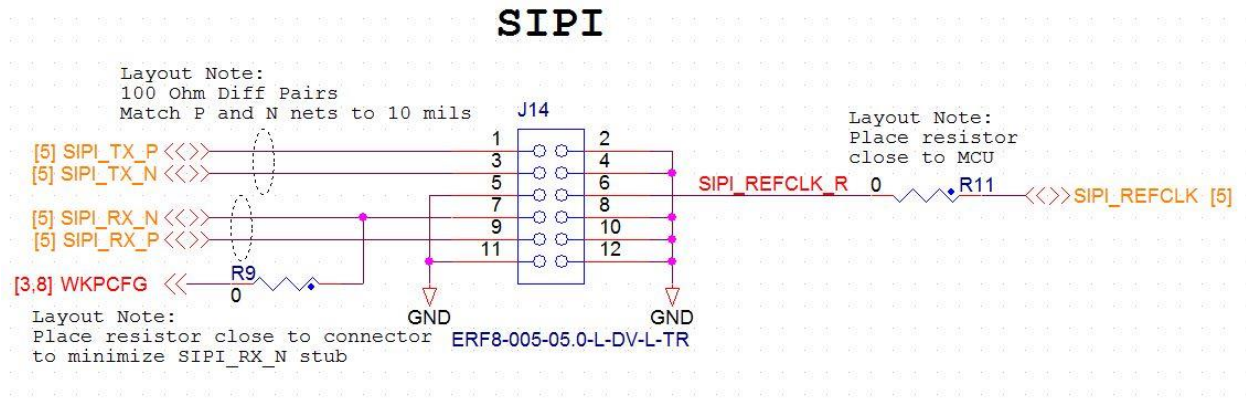 SIPI
Layout Note:
100 Ohm Diff Pairs
Match P and N nets to 10 mils
J14
Layout Note:
Place resistor
close to MCU
[5] SIPI_TX_P
[5] SIPI_TX_N
[5] SIPI_RX_N
[5] SIPI_RX_P
[3,8] WKPCFG
R9
0
1
3
5
7
9
11
2
4
6
8
10
12
SIPI_REFCLK_R
0
R11
SIPI_REFCLK [5]
GND
GND
ERF8-005-05.0-L-DV-L-TR
Layout Note:
Place resistor close to connector
to minimize SIPI_RX_N stub